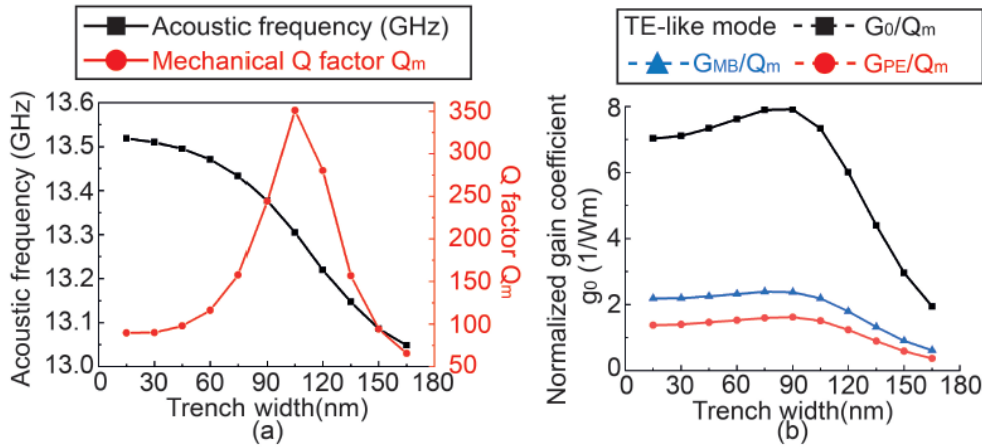 Acoustic frequency (GHz)
Mechanical Q factor Qm
Acoustic frequency (GHz)
13.6
13.5
13.4
13.3
13.2
13.1
13.0
350
300
250
200
150
100
50
Q factor Qm
0 30 60 90 120 150 180
Trench width(nm)
(a)
TE-like mode G0/Qm
GMB/Qm GPE/Qm
Normalized gain coefficient
g0 (1/Wm)
8
6
4
2
0
0 30 60 90 120 150 180
Trench width(nm)
(b)